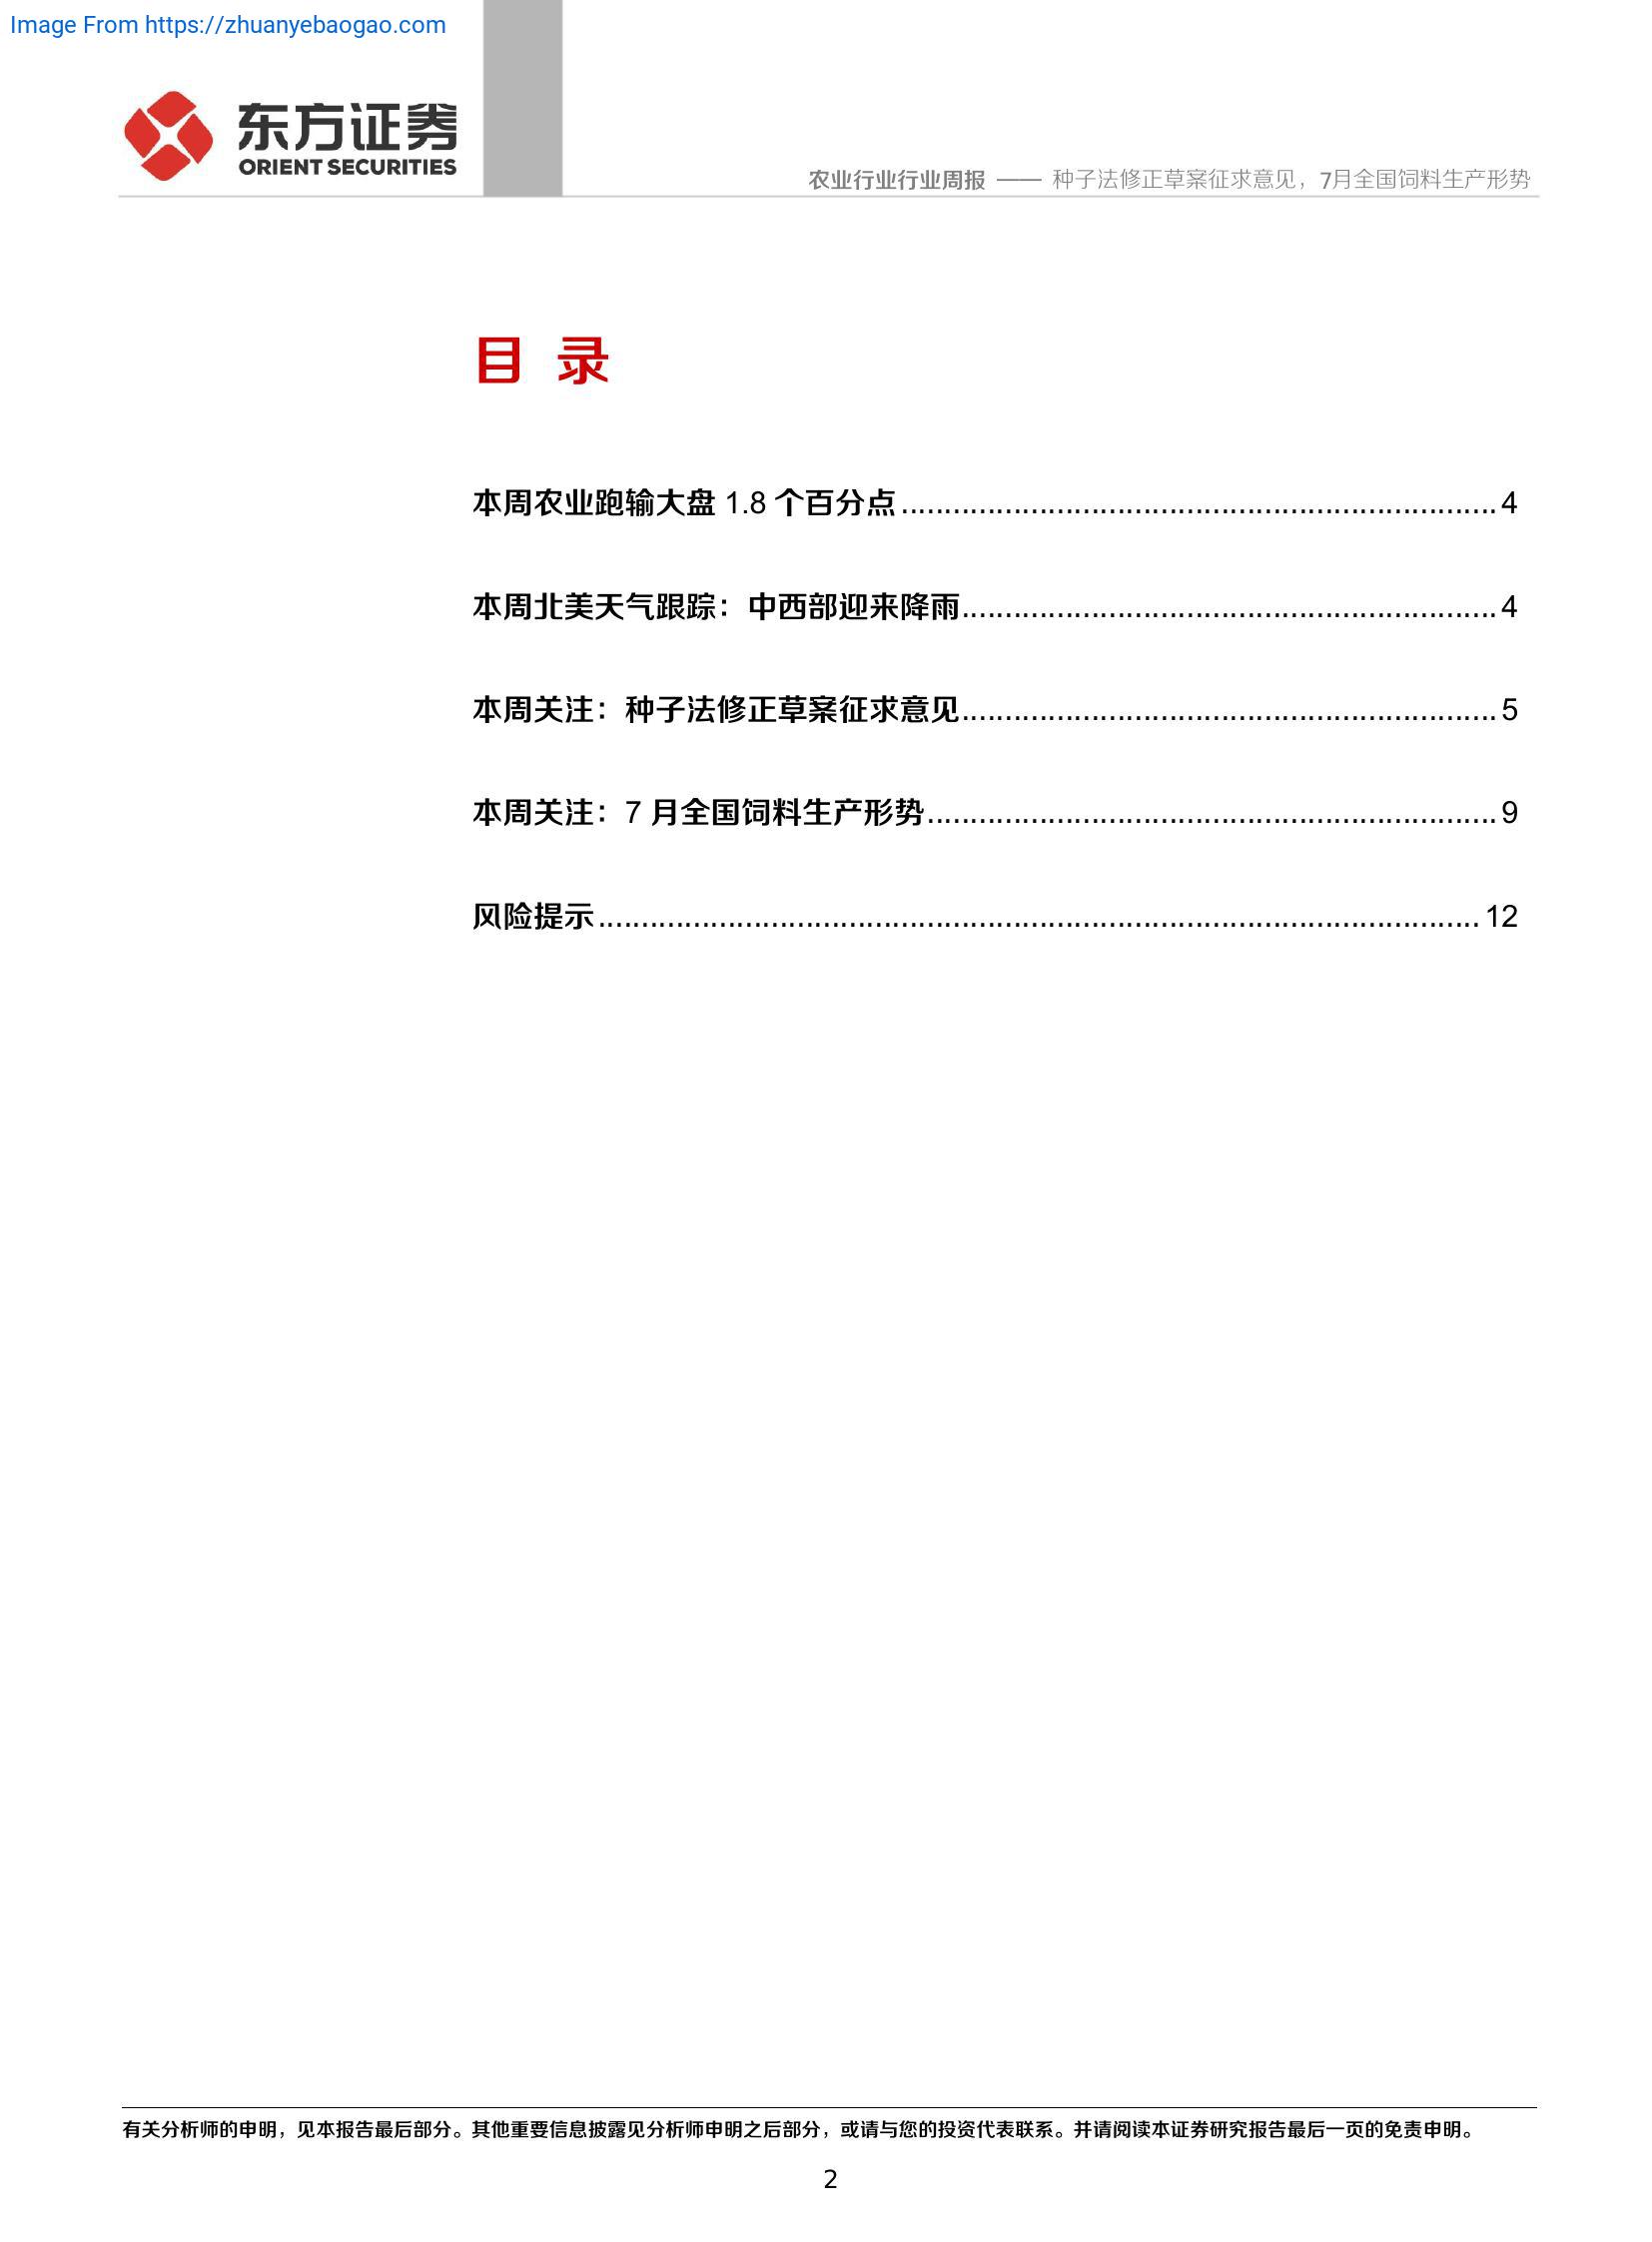 Image From https://zhuanyebaogao.com
东方证券
ORIENT SECURITIES
农业行业行业周报 —— 种子法修正草案征求意见，7月全国饲料生产形势
目 录
本周农业跑输大盘 1.8 个百分点....................................................................4
本周北美天气跟踪：中西部迎来降雨.............................................................4
本周关注：种子法修正草案征求意见.............................................................5
本周关注：7 月全国饲料生产形势.................................................................9
风险提示.....................................................................................................12
有关分析师的申明，见本报告最后部分。其他重要信息披露见分析师申明之后部分，或请与您的投资代表联系。并请阅读本证券研究报告最后一页的免责申明。
2